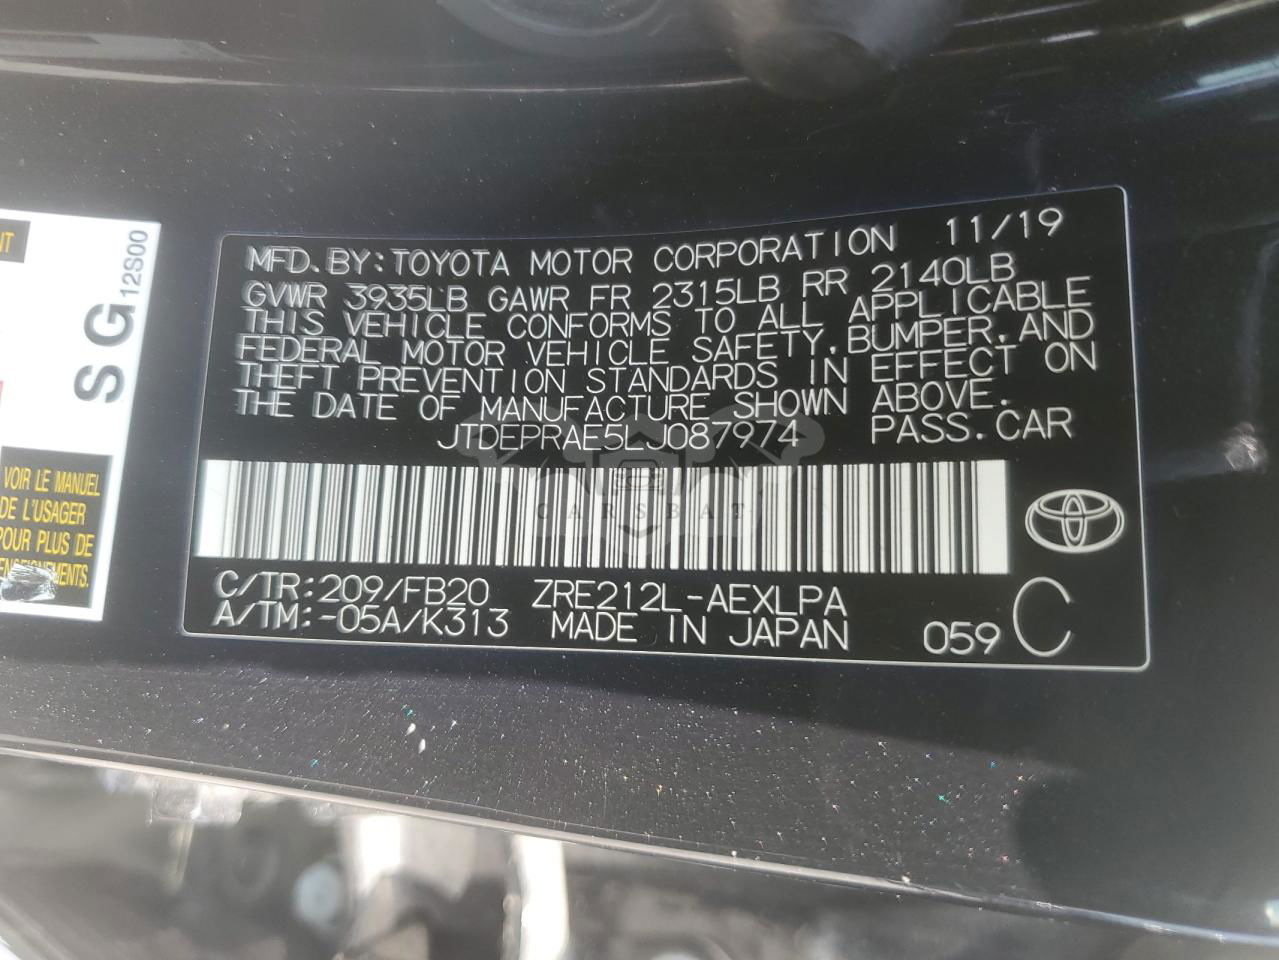 NT
SG 12S00
VOIR LE MANUEL
DE L'USAGER
POUR PLUS DE
RENSEIGNEMENTS.
MFD. BY: TOYOTA MOTOR CORPORATION 11/19
GVWR 3935LB GAWR FR 2315LB RR 2140LB
THIS VEHICLE CONFORMS TO ALL APPLICABLE
FEDERAL MOTOR VEHICLE SAFETY, BUMPER, AND
THEFT PREVENTION STANDARDS IN EFFECT ON
THE DATE OF MANUFACTURE SHOWN ABOVE.
JTDEPRAE5LJ087974 PASS. CAR
CARSBAT
C/TR: 209/FB20 ZRE212L-AEXLPA
A/TM: -05A/K313 MADE IN JAPAN 059 C